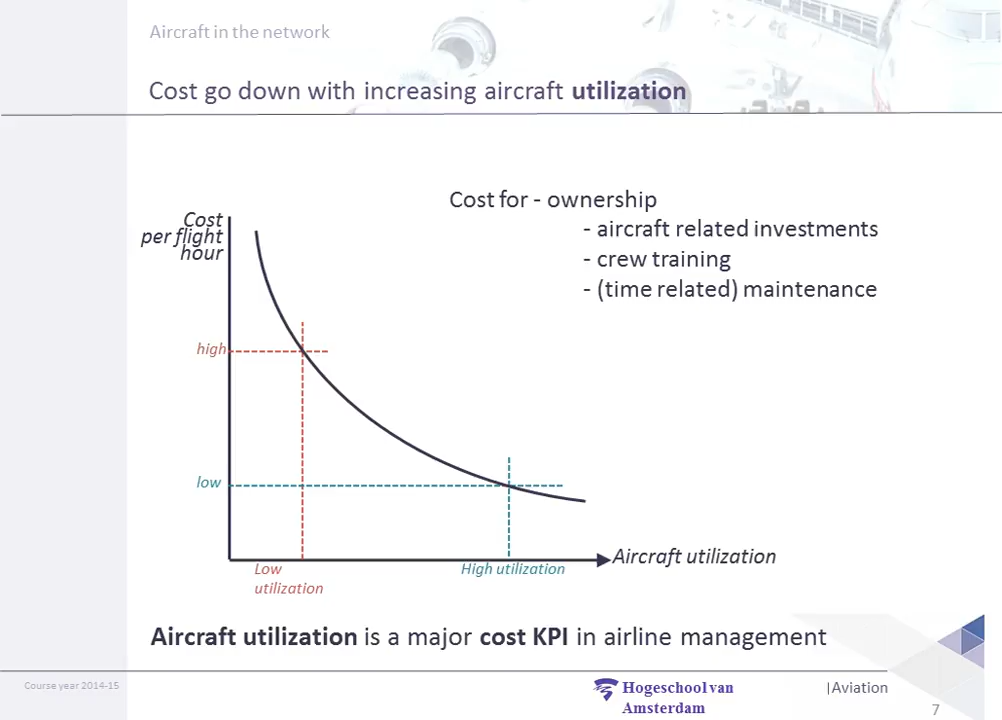 Aircraft in the network
Cost go down with increasing aircraft utilization
Cost for - ownership
- aircraft related investments
- crew training
- (time related) maintenance
Cost
per flight
hour
high
low
Aircraft utilization
Low
utilization
High utilization
Aircraft utilization is a major cost KPI in airline management
Course year 2014-15
Hogeschool van
Amsterdam
|Aviation
7